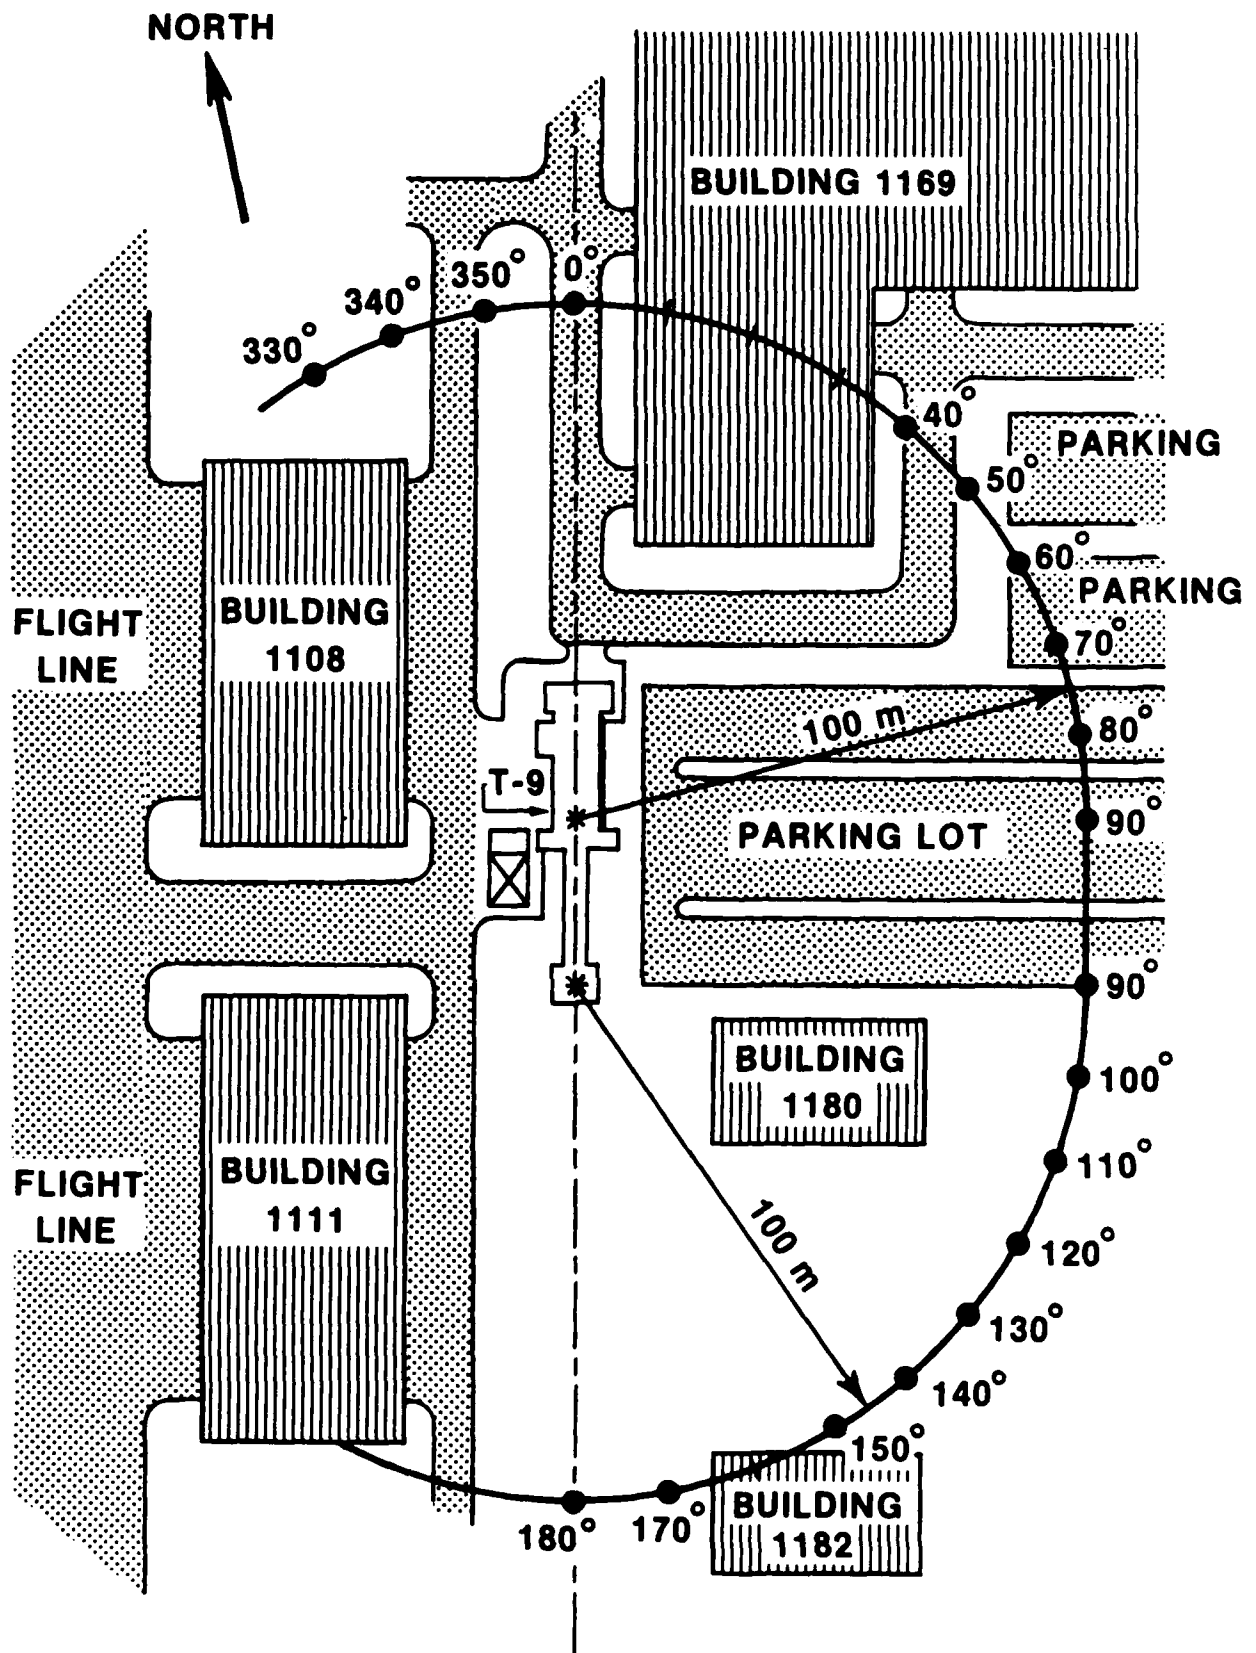 NORTH
BUILDING 1169
0°
350°
340°
330°
40°
PARKING
50°
60°
PARKING
BUILDING
1108
FLIGHT
LINE
70°
100 m
80°
T-9
PARKING LOT
90°
90°
BUILDING
1180
100°
BUILDING
1111
110°
FLIGHT
LINE
100 m
120°
130°
140°
150°
BUILDING
1182
170°
180°